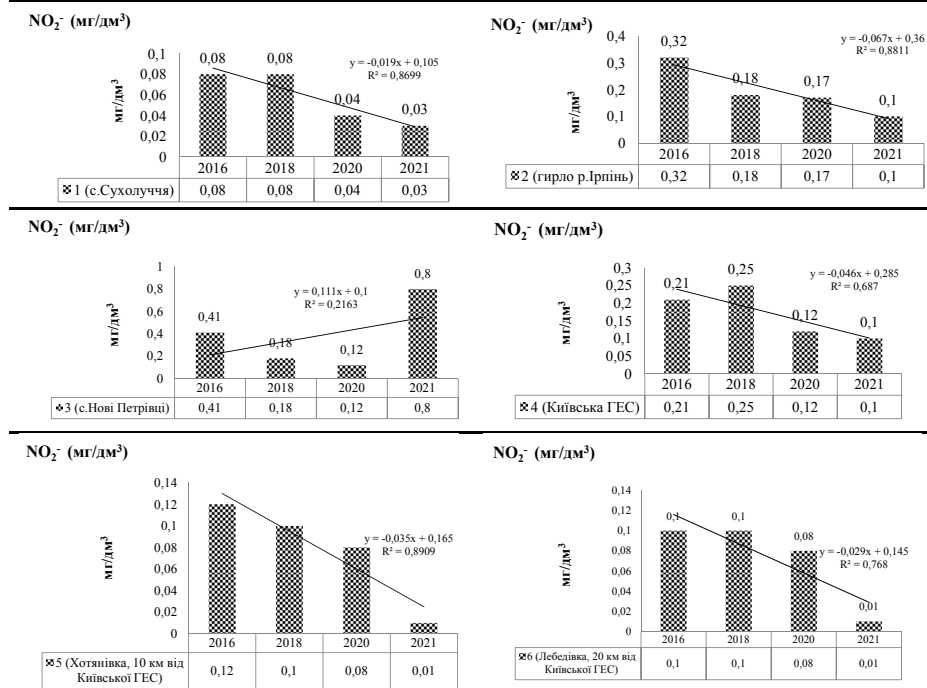 NO₂⁻ (мг/дм³)
мг/дм³
0,1
0,08
0,06
0,04
0,02
0
0,08
0,08
0,04
0,03
y = -0,019x + 0,105
R² = 0,8699
2016 2018 2020 2021
1 (с.Сухолуччя) 0,08 0,08 0,04 0,03
NO₂⁻ (мг/дм³)
мг/дм³
0,4
0,3
0,2
0,1
0
0,32
0,18
0,17
0,1
y = -0,067x + 0,36
R² = 0,8811
2016 2018 2020 2021
2 (гирло р.Ірпінь) 0,32 0,18 0,17 0,1
NO₂⁻ (мг/дм³)
мг/дм³
1
0,8
0,6
0,4
0,2
0
0,41
0,18
0,12
0,8
y = 0,111x + 0,1
R² = 0,2163
2016 2018 2020 2021
3 (с.Нові Петрівці) 0,41 0,18 0,12 0,8
NO₂⁻ (мг/дм³)
мг/дм³
0,3
0,25
0,2
0,15
0,1
0,05
0
0,21
0,25
0,12
0,1
y = -0,046x + 0,285
R² = 0,687
2016 2018 2020 2021
4 (Київська ГЕС) 0,21 0,25 0,12 0,1
NO₂⁻ (мг/дм³)
мг/дм³
0,14
0,12
0,1
0,08
0,06
0,04
0,02
0
y = -0,035x + 0,165
R² = 0,8909
2016 2018 2020 2021
5 (Хотянівка, 10 км від
Київської ГЕС) 0,12 0,1 0,08 0,01
NO₂⁻ (мг/дм³)
мг/дм³
0,14
0,12
0,1
0,08
0,06
0,04
0,02
0
0,1
0,1
0,08
0,01
y = -0,029x + 0,145
R² = 0,768
2016 2018 2020 2021
6 (Лебедівка, 20 км від
Київської ГЕС) 0,1 0,1 0,08 0,01